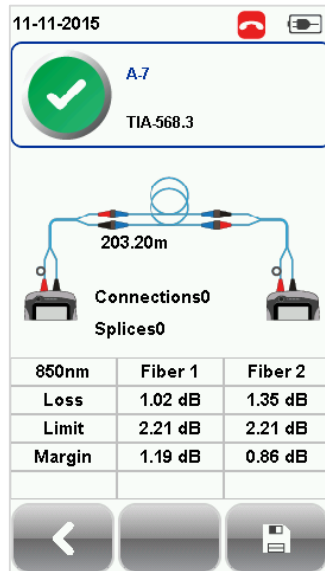 11-11-2015
A-7
TIA-568.3
203.20m
Connections0
Splices0
850nm Fiber 1 Fiber 2
Loss 1.02 dB 1.35 dB
Limit 2.21 dB 2.21 dB
Margin 1.19 dB 0.86 dB